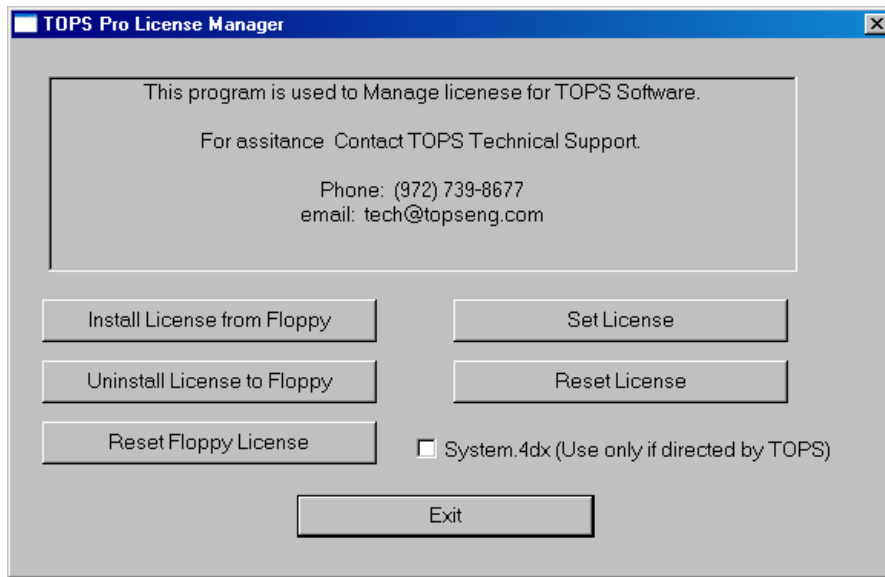 TOPS Pro License Manager
This program is used to Manage licenese for TOPS Software.
For assitance Contact TOPS Technical Support.
Phone: (972) 739-8677
email: tech@topseng.com
Install License from Floppy
Set License
Uninstall License to Floppy
Reset License
Reset Floppy License
System.4dx (Use only if directed by TOPS)
Exit